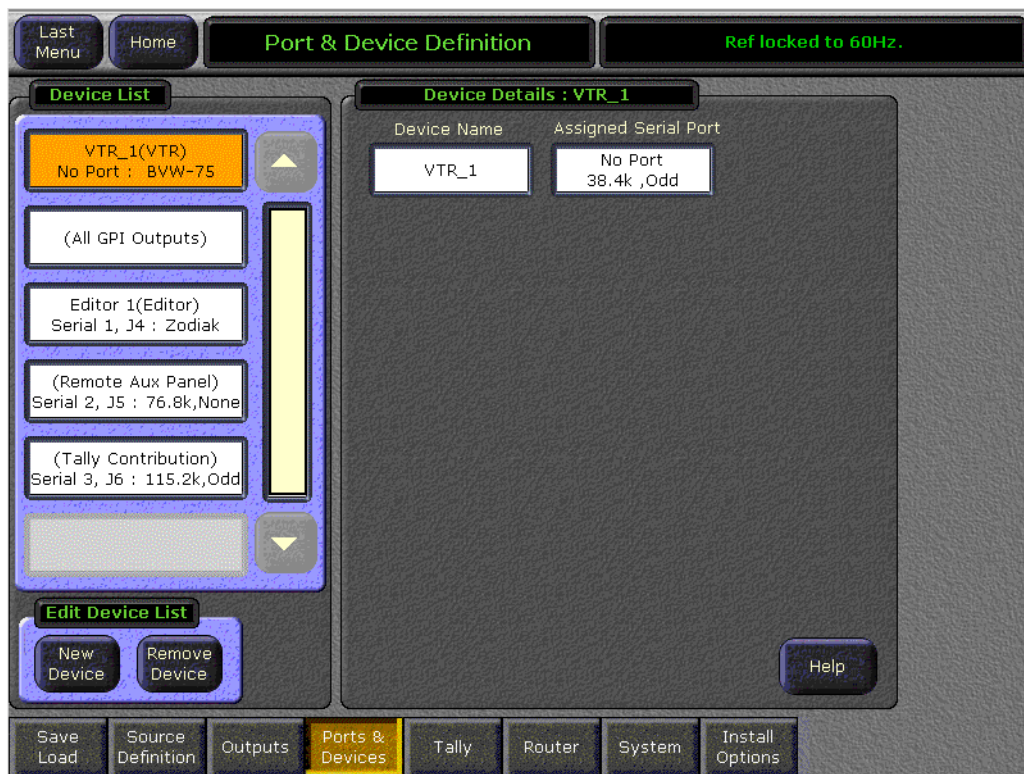 Last
Menu
Home
Port & Device Definition
Ref locked to 60Hz.
Device List
VTR_1(VTR)
No Port : BVW-75
(All GPI Outputs)
Editor 1(Editor)
Serial 1, J4 : Zodiak
(Remote Aux Panel)
Serial 2, J5 : 76.8k,None
(Tally Contribution)
Serial 3, J6 : 115.2k,Odd
Edit Device List
New
Device
Remove
Device
Device Details : VTR_1
Device Name
VTR_1
Assigned Serial Port
No Port
38.4k ,Odd
Help
Save
Load
Source
Definition
Outputs
Ports &
Devices
Tally
Router
System
Install
Options